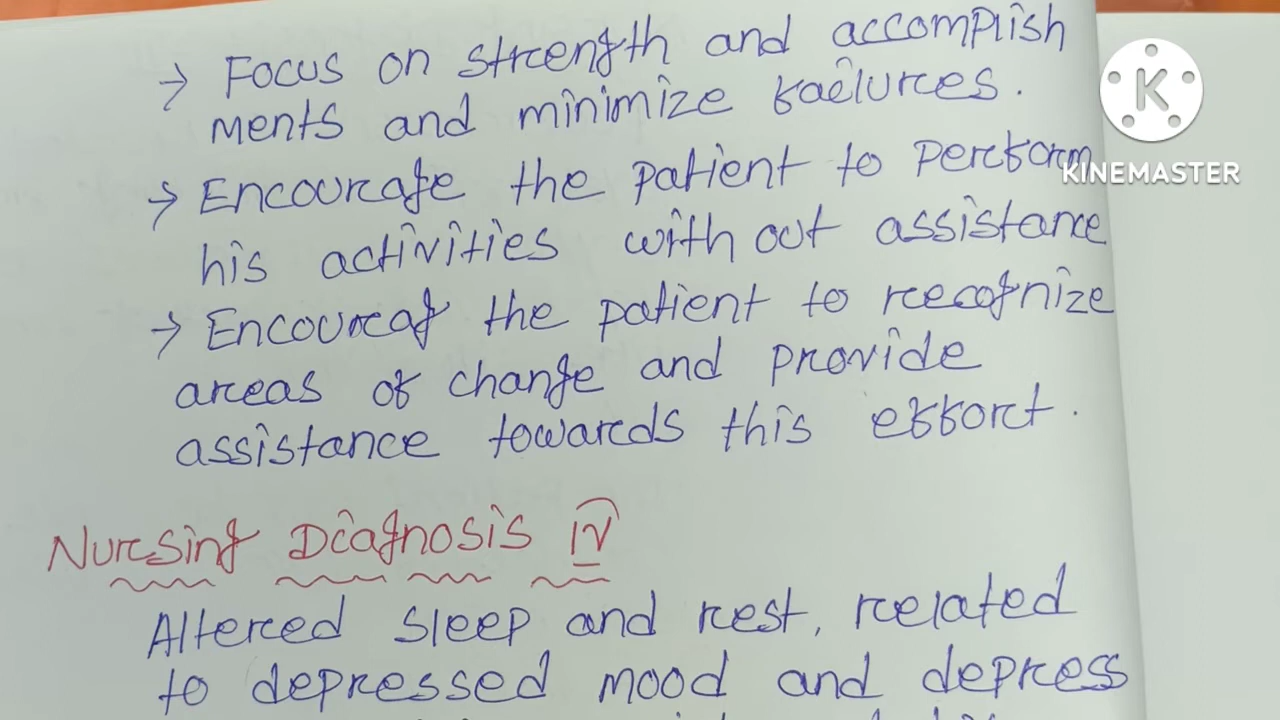 → Focus on strength and accomplish
ments and minimize failures.
→ Encourage the patient to perform
his activities with out assistance
→ Encourag the patient to recognize
areas of change and provide
assistance towards this effort.
Nursing Diagnosis IV
Altered sleep and rest, related
to depressed mood and depress
K
KINEMASTER